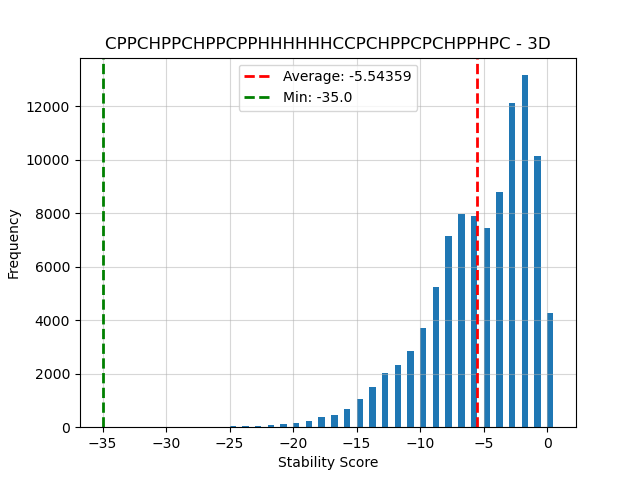 CPPCHPPCHPPCPPHHHHHHCCPCHPPCPCHPPHPC - 3D
Average: -5.54359
Min: -35.0
Frequency
12000
10000
8000
6000
4000
2000
0
−35 −30 −25 −20 −15 −10 −5 0
Stability Score